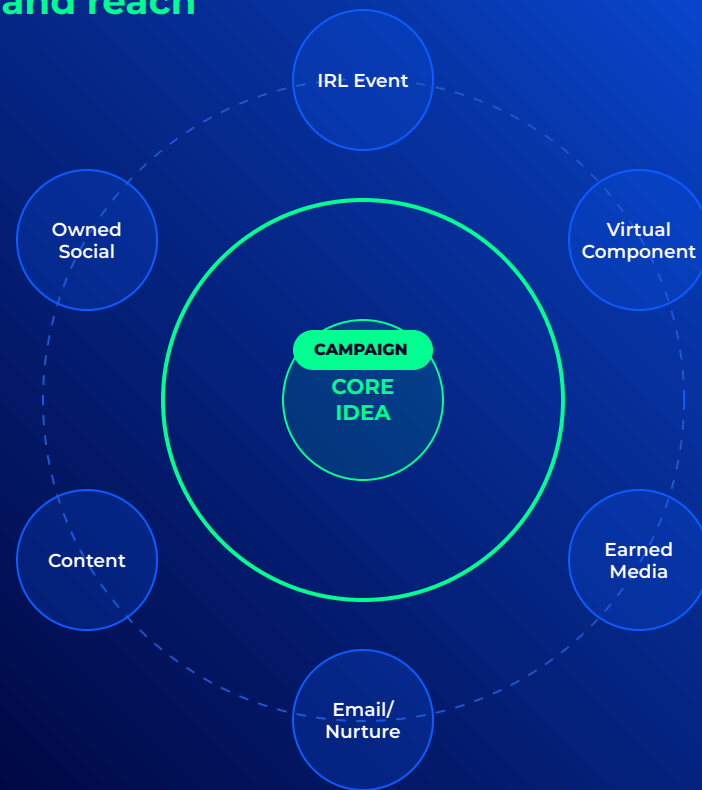 and reach
IRL Event
Owned
Social
Virtual
Component
CAMPAIGN
CORE
IDEA
Content
Earned
Media
Email/
Nurture